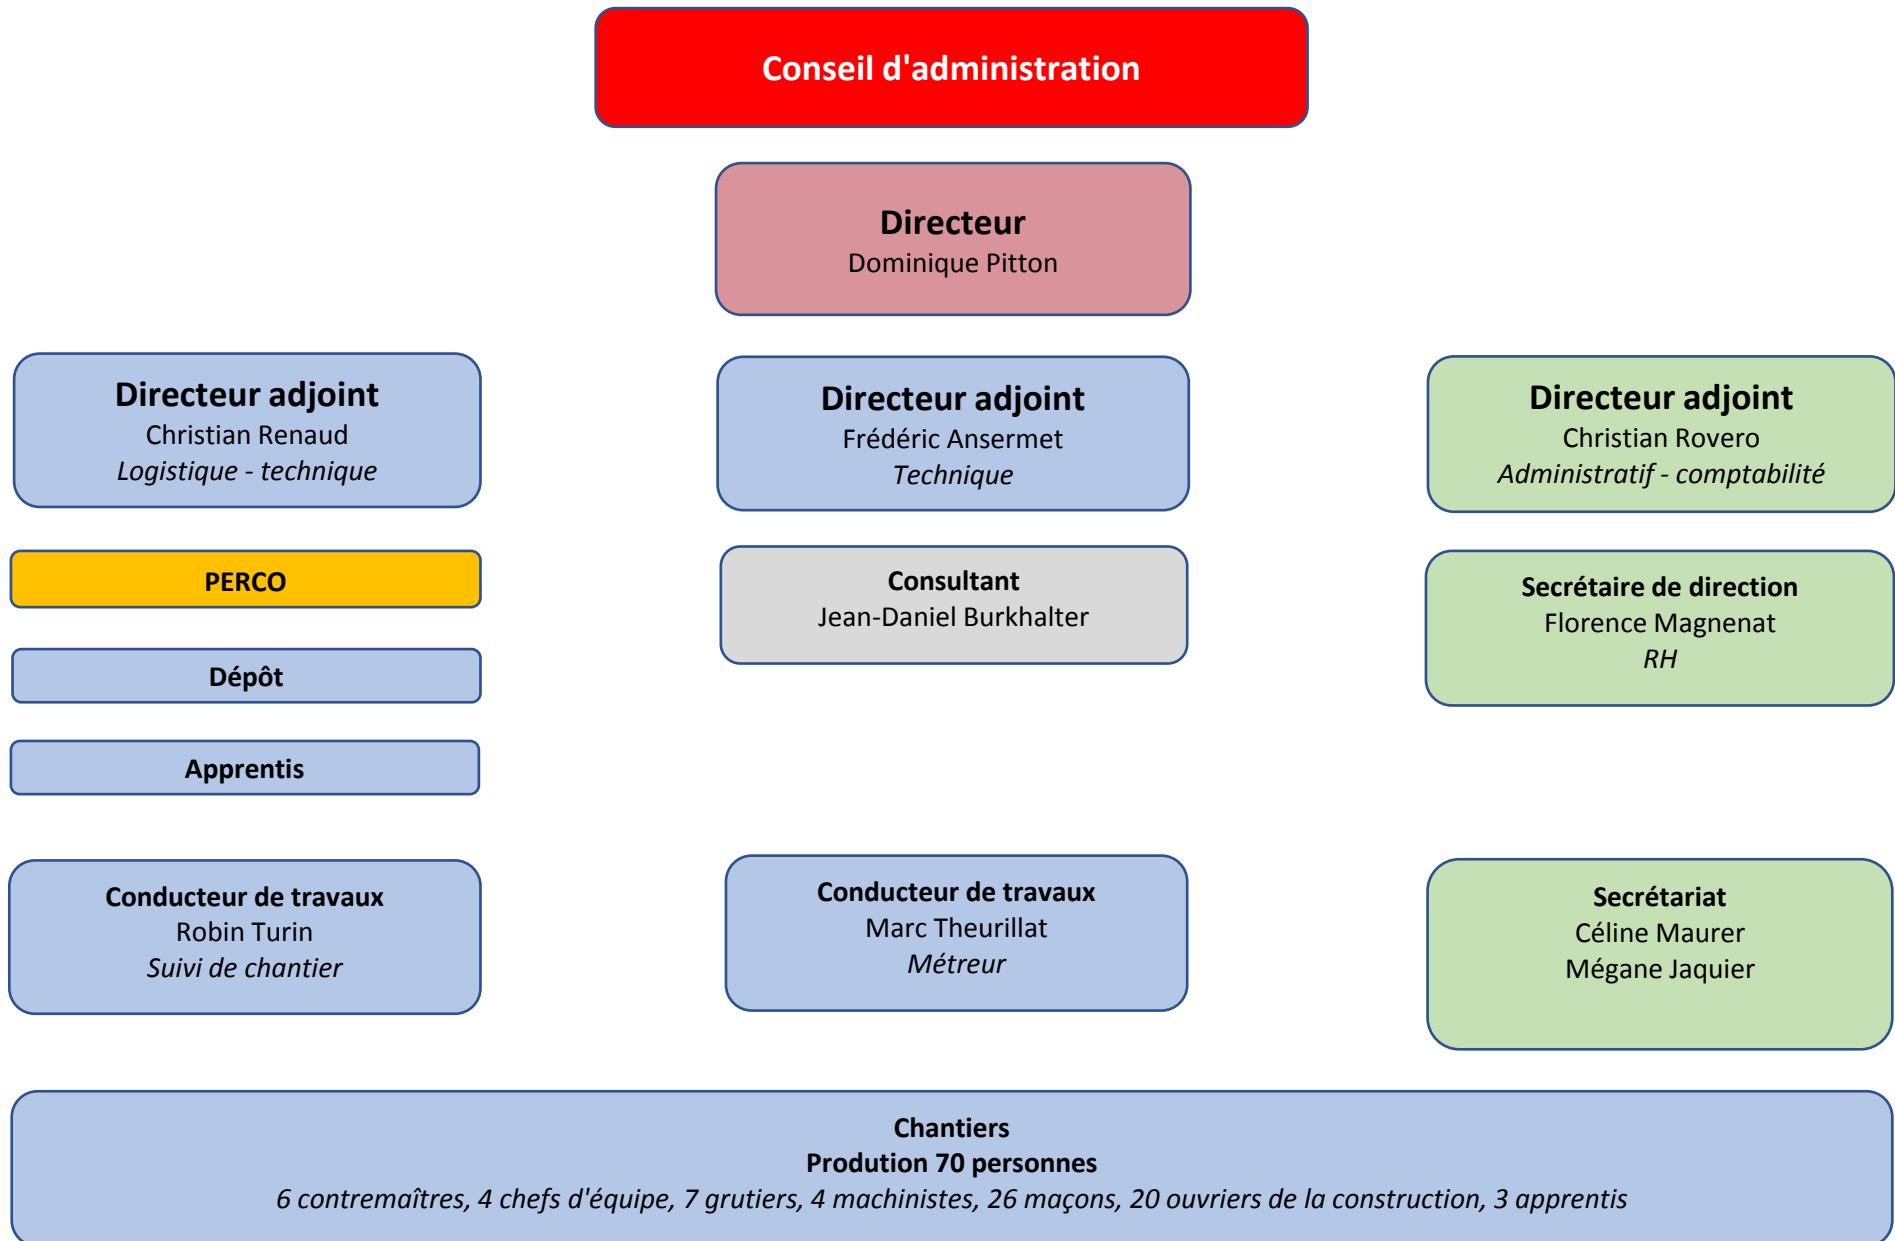 Conseil d'administration
Directeur
Dominique Pitton
Directeur adjoint
Christian Renaud
Logistique - technique
Directeur adjoint
Frédéric Ansermet
Technique
Directeur adjoint
Christian Rovero
Administratif - comptabilité
PERCO
Dépôt
Apprentis
Consultant
Jean-Daniel Burkhalter
Secrétaire de direction
Florence Magnenat
RH
Conducteur de travaux
Robin Turin
Suivi de chantier
Conducteur de travaux
Marc Theurillat
Métreur
Secrétariat
Céline Maurer
Mégane Jaquier
Chantiers
Prodution 70 personnes
6 contremaîtres, 4 chefs d'équipe, 7 grutiers, 4 machinistes, 26 maçons, 20 ouvriers de la construction, 3 apprentis